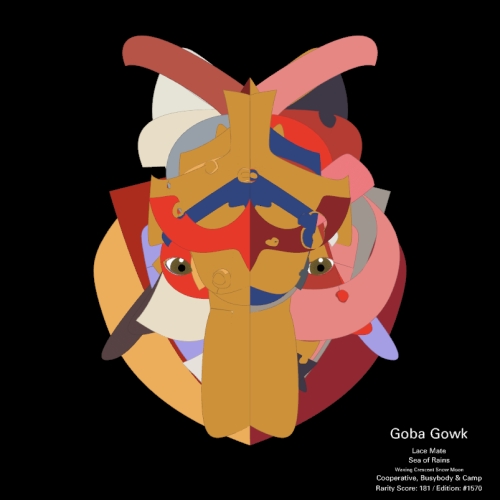 Goba Gowk
Lace Mate
Sea of Rains
Waxing Crescent Snow Moon
Cooperative, Busybody & Camp
Rarity Score: 181 / Edition: #1570